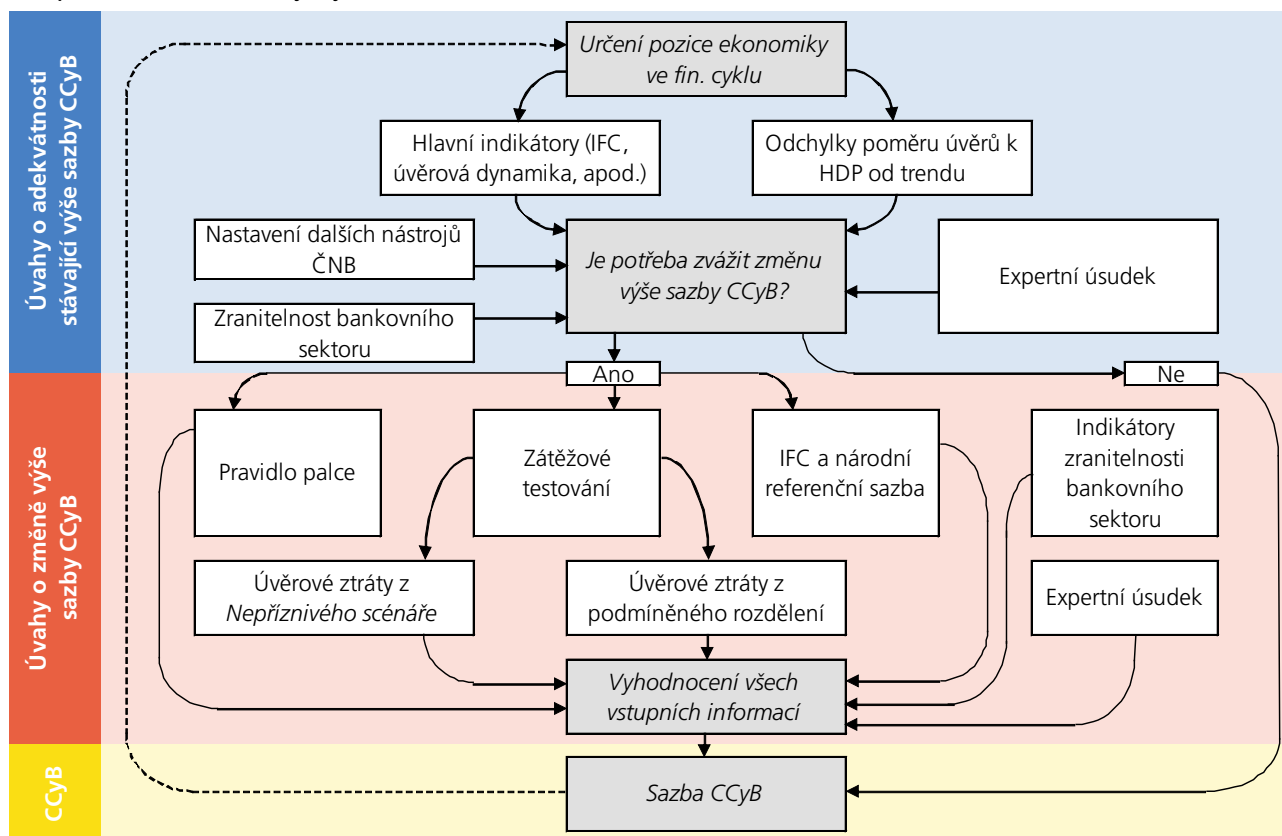 Úvahy o adekvátnosti
stávající výše sazby CCyB
Určení pozice ekonomiky
ve fin. cyklu
Hlavní indikátory (IFC,
úvěrová dynamika, apod.)
Odchylky poměru úvěrů k
HDP od trendu
Nastavení dalších nástrojů
ČNB
Je potřeba zvážit změnu
výše sazby CCyB?
Expertní úsudek
Zranitelnost bankovního
sektoru
Ano
Ne
Úvahy o změně výše
sazby CCyB
Pravidlo palce
Zátěžové
testování
IFC a národní
referenční sazba
Indikátory
zranitelnosti
bankovního
sektoru
Úvěrové ztráty z
Nepříznivého scénáře
Úvěrové ztráty z
podmíněného rozdělení
Expertní úsudek
Vyhodnocení všech
vstupních informací
CCyB
Sazba CCyB